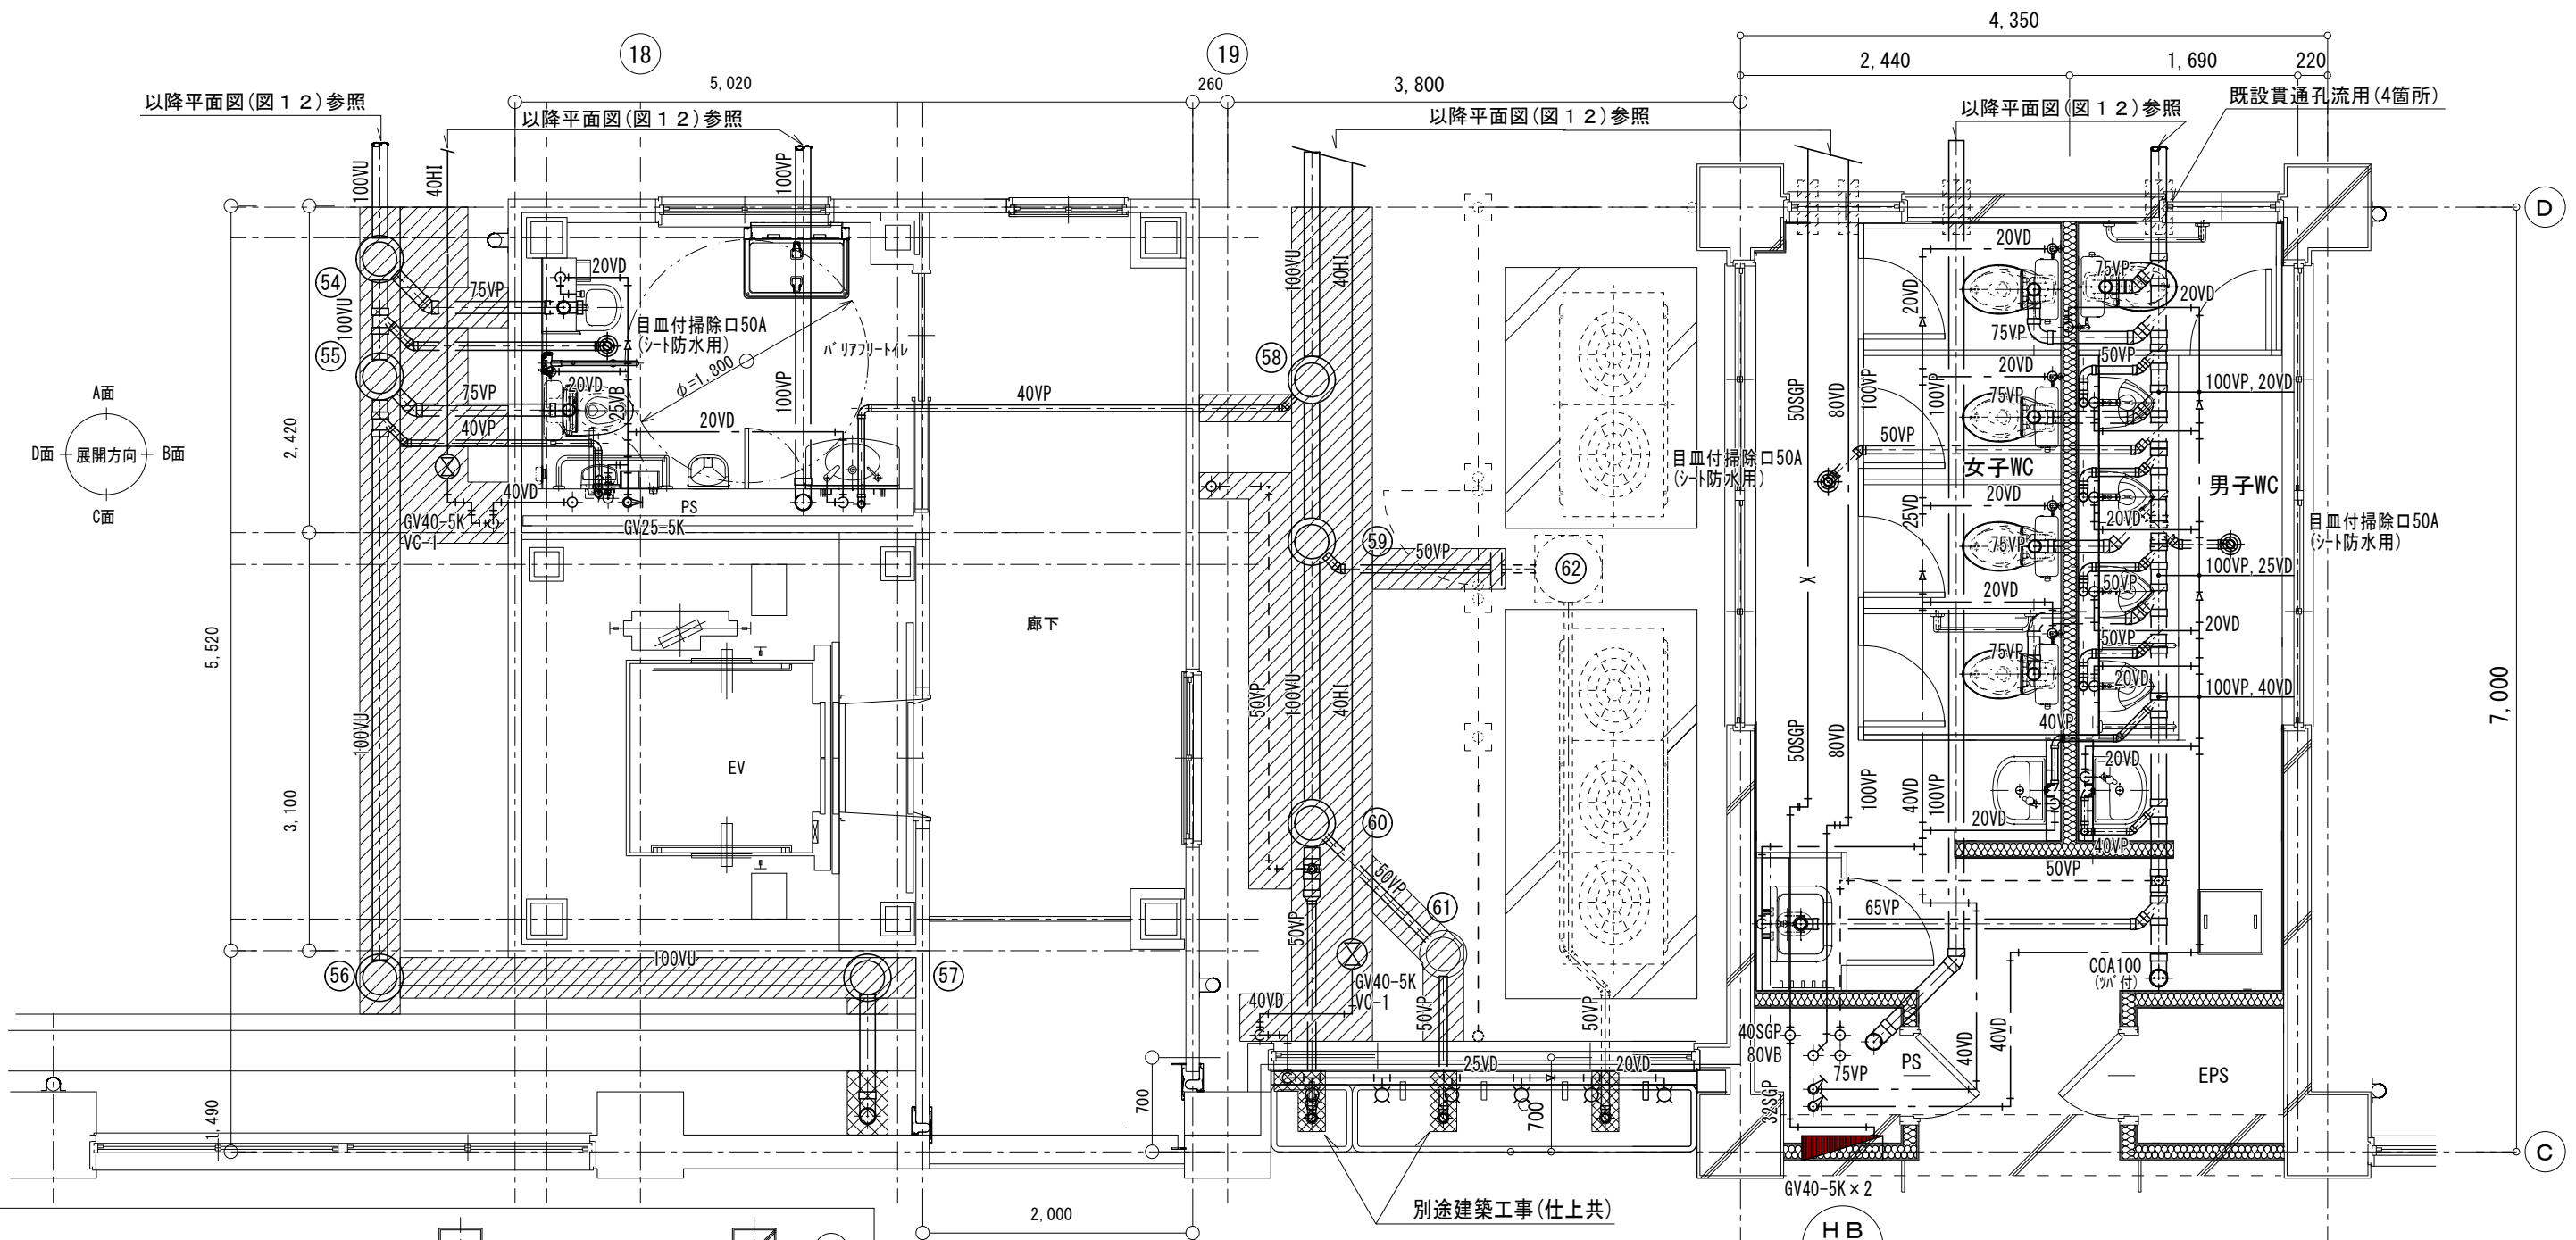 4,350
18
19
2,440
1,690
220
5,020
260
3,800
以降平面図(図１２)参照
以降平面図(図１２)参照
以降平面図(図１２)参照
以降平面図(図１２)参照
既設貫通孔流用(4箇所)
100VU
40HI
100VP
D
54
100VU
75VP
20VD
目皿付掃除口50A
(シート防水用)
バリアフリートイレ
φ=1,800
100VP
55
75VP
20VD
25VB
40VP
20VD
40VP
A面
D面
展開方向
B面
C面
2,420
40VD
GV40-5K
VC-1
PS
GV25-5K
5,520
3,100
100VU
EV
廊下
56
100VU
57
1,490
700
2,000
100VU
40HI
58
59
50VP
62
50VP
100VU
40HI
60
50VP
61
50VP
GV40-5K
VC-1
40VD
50VP
50VP
25VD
20VD
700
別途建築工事(仕上共)
目皿付掃除口50A
(シート防水用)
50SGP
80VD
100VP
20VD
20VD
75VP
75VP
20VD
20VD
75VP
100VP
50VP
50VP
女子WC
男子WC
100VP,20VD
25VD
20VD
75VP
20VD
目皿付掃除口50A
(シート防水用)
50VP
100VP,25VD
20VD
50VP
20VD
75VP
20VD
100VP,40VD
X
50SGP
80VD
100VP
40VD
100VP
40VP
20VD
20VD
40VP
50VP
65VP
COA100
(ツバ付)
40SGP
80VB
75VP
PS
40VD
40VD
EPS
32SGP
GV40-5K×2
HB
7,000
C